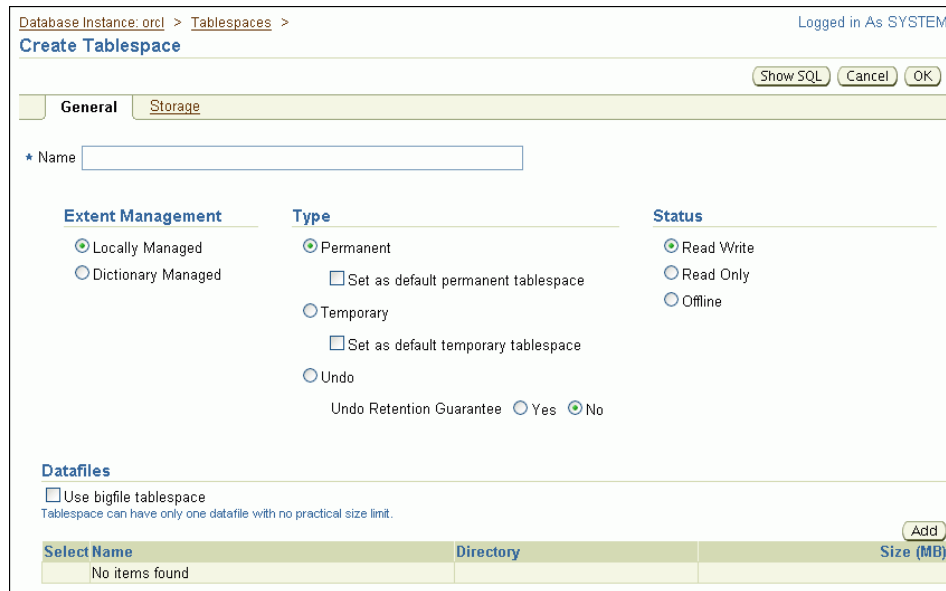 Database Instance: orcl > Tablespaces > Logged in As SYSTEM
Create Tablespace
Show SQL Cancel OK
General Storage
* Name
Extent Management Type Status
Locally Managed Permanent Read Write
Dictionary Managed Set as default permanent tablespace Read Only
Temporary Offline
Set as default temporary tablespace
Undo
Undo Retention Guarantee Yes No
Datafiles
Use bigfile tablespace
Tablespace can have only one datafile with no practical size limit.
Add
Select Name Directory Size (MB)
No items found